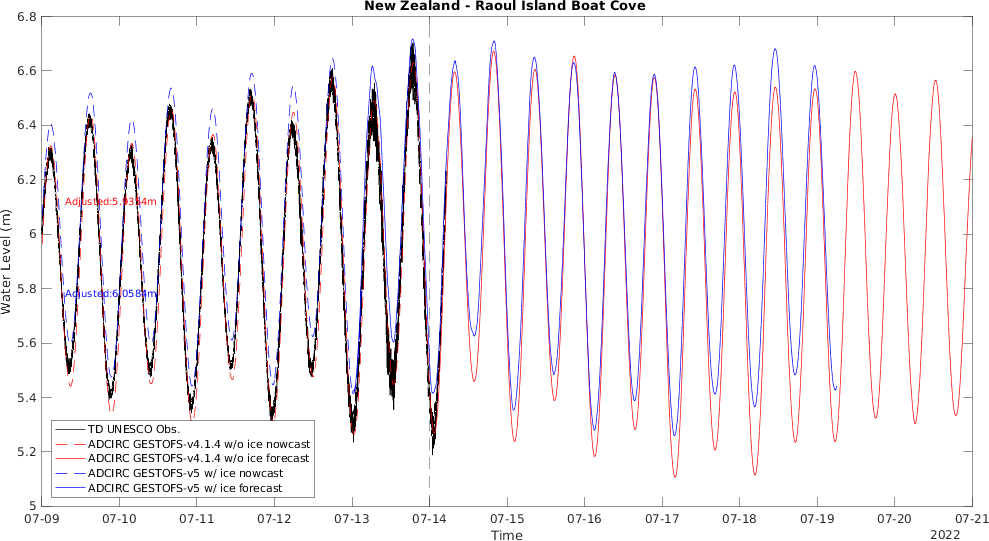 New Zealand - Raoul Island Boat Cove
6.8
6.6
6.4
6.2
6
5.8
5.6
5.4
5.2
5
Water Level (m)
Adjusted:5.9364m
Adjusted:6.0584m
TD UNESCO Obs.
ADCIRC GESTOFS-v4.1.4 w/o ice nowcast
ADCIRC GESTOFS-v4.1.4 w/o ice forecast
ADCIRC GESTOFS-v5 w/ ice nowcast
ADCIRC GESTOFS-v5 w/ ice forecast
07-09 07-10 07-11 07-12 07-13 07-14 07-15 07-16 07-17 07-18 07-19 07-20 07-21
Time
2022